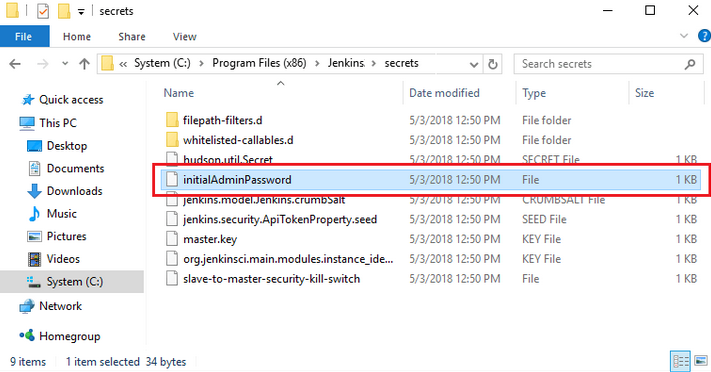 secrets
File
Home
Share
View
System (C:)
Program Files (x86)
Jenkins
secrets
Search secrets
Quick access
This PC
Desktop
Documents
Downloads
Music
Pictures
Videos
System (C:)
Network
Homegroup
Name Date modified Type Size
filepath-filters.d 5/3/2018 12:50 PM File folder
whitelisted-callables.d 5/3/2018 12:50 PM File folder
hudson.util.Secret 5/3/2018 12:50 PM SECRET File 1 KB
initialAdminPassword 5/3/2018 12:50 PM File 1 KB
jenkins.model.Jenkins.crumbSalt 5/3/2018 12:50 PM CRUMBSALT File 1 KB
jenkins.security.ApiTokenProperty.seed 5/3/2018 12:50 PM SEED File 1 KB
master.key 5/3/2018 12:50 PM KEY File 1 KB
org.jenkinsci.main.modules.instance_ide... 5/3/2018 12:50 PM KEY File 1 KB
slave-to-master-security-kill-switch 5/3/2018 12:50 PM File 1 KB
9 items 1 item selected 34 bytes